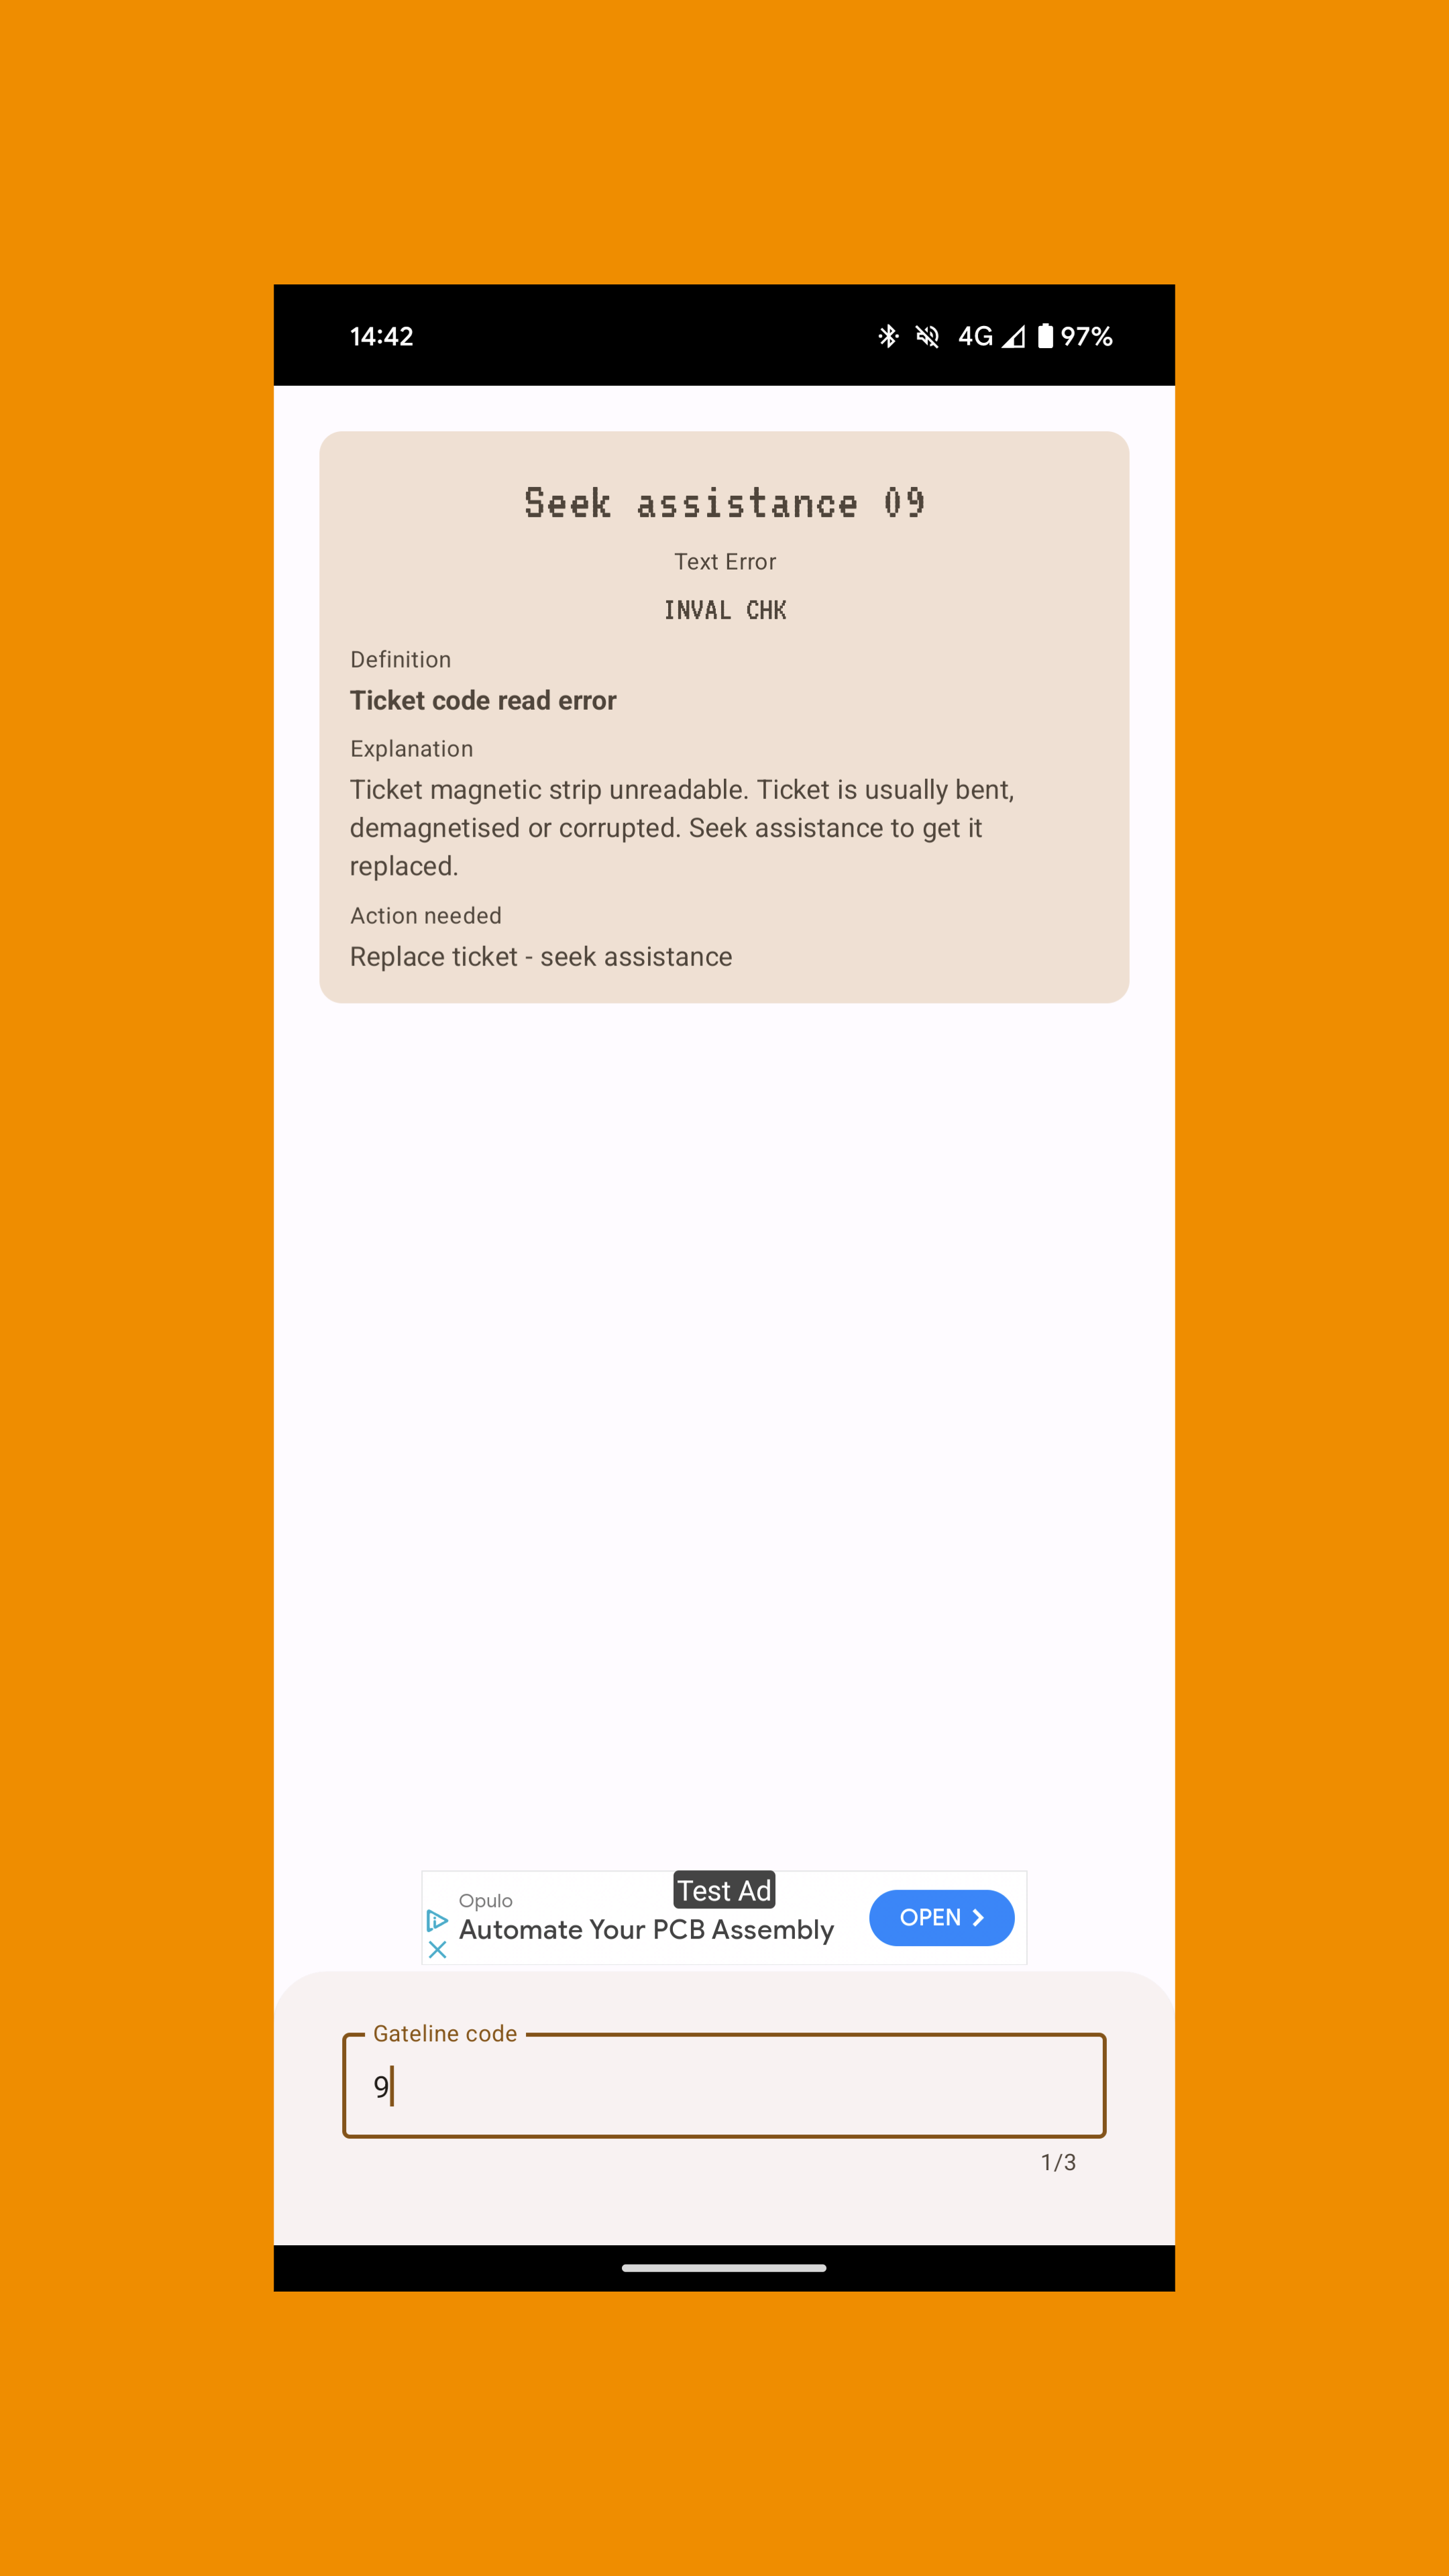 14:42 4G 97%
Seek assistance 09
Text Error
INVAL CHK
Definition
Ticket code read error
Explanation
Ticket magnetic strip unreadable. Ticket is usually bent,
demagnetised or corrupted. Seek assistance to get it
replaced.
Action needed
Replace ticket - seek assistance
Test Ad
Opulo
Automate Your PCB Assembly
OPEN
Gateline code
9
1/3